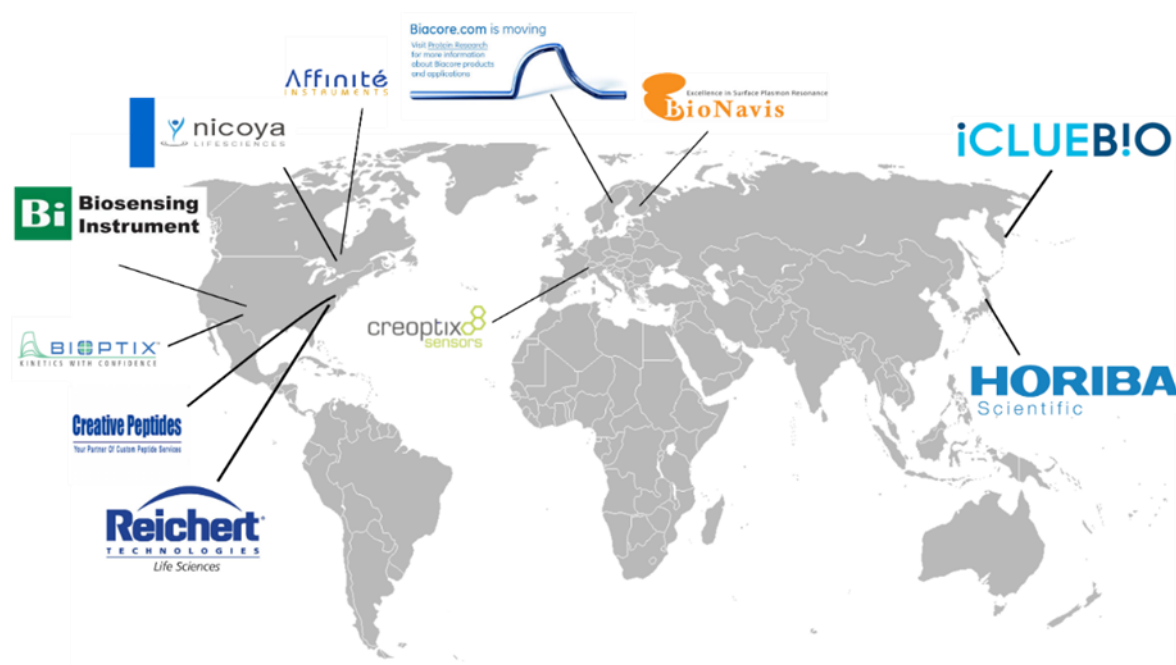 Biacore.com is moving
Visit Protein Research
for more information
about Biacore products
and applications
Affinité
INSTRUMENTS
Excellence in Surface Plasmon Resonance
BioNavis
nicoya
LIFESCIENCES
iCLUEB!O
Bi
Biosensing
Instrument
creoptix
sensors
BIOPTIX
KINETICS WITH CONFIDENCE
HORIBA
Scientific
Creative Peptides
Your Partner Of Custom Peptide Services
Reichert
TECHNOLOGIES
Life Sciences